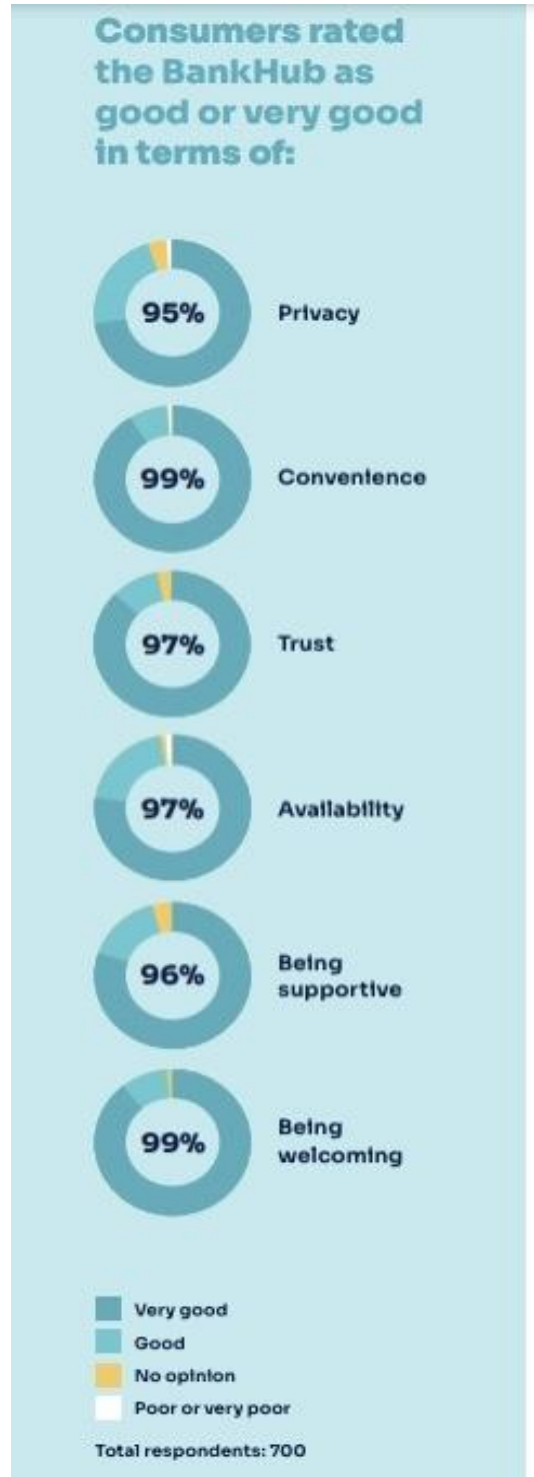 Consumers rated
the BankHub as
good or very good
in terms of:
95%
Privacy
99%
Convenience
97%
Trust
97%
Availability
96%
Being
supportive
99%
Being
welcoming
Very good
Good
No opinion
Poor or very poor
Total respondents: 700